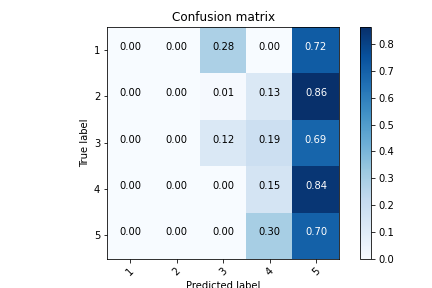 Confusion matrix
1 0.00 0.00 0.28 0.00 0.72
2 0.00 0.00 0.01 0.13 0.86
3 0.00 0.00 0.12 0.19 0.69
4 0.00 0.00 0.00 0.15 0.84
5 0.00 0.00 0.00 0.30 0.70
1 2 3 4 5
True label
Predicted label
0.8
0.7
0.6
0.5
0.4
0.3
0.2
0.1
0.0